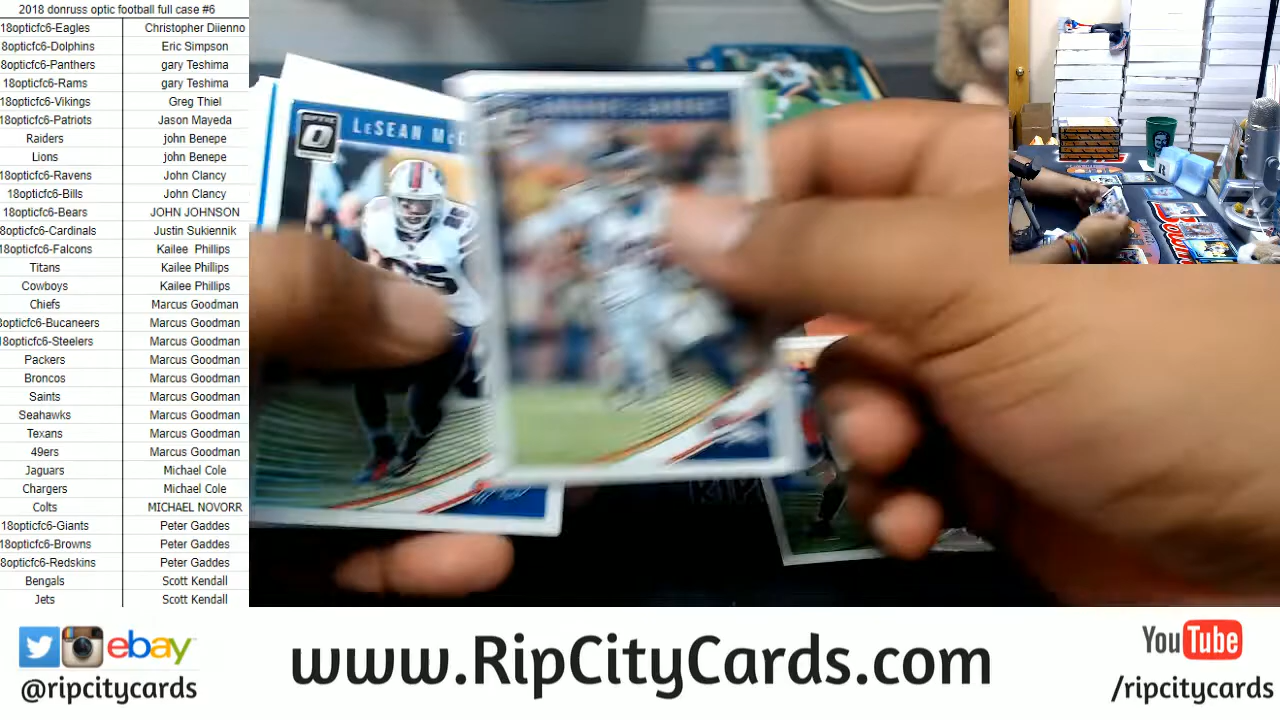 2018 donruss optic football full case #6
18opticfc6-Eagles Christopher Diienno
8opticfc6-Dolphins Eric Simpson
8opticfc6-Panthers gary Teshima
18opticfc6-Rams gary Teshima
18opticfc6-Vikings Greg Thiel
18opticfc6-Patriots Jason Mayeda
Raiders john Benepe
Lions john Benepe
18opticfc6-Ravens John Clancy
18opticfc6-Bills John Clancy
18opticfc6-Bears JOHN JOHNSON
8opticfc6-Cardinals Justin Sukiennik
18opticfc6-Falcons Kailee Phillips
Titans Kailee Phillips
Cowboys Kailee Phillips
Chiefs Marcus Goodman
8opticfc6-Bucaneers Marcus Goodman
18opticfc6-Steelers Marcus Goodman
Packers Marcus Goodman
Broncos Marcus Goodman
Saints Marcus Goodman
Seahawks Marcus Goodman
Texans Marcus Goodman
49ers Marcus Goodman
Jaguars Michael Cole
Chargers Michael Cole
Colts MICHAEL NOVORR
18opticfc6-Giants Peter Gaddes
18opticfc6-Browns Peter Gaddes
8opticfc6-Redskins Peter Gaddes
Bengals Scott Kendall
Jets Scott Kendall
OPTIC
LESEAN McC
ebay
@ripcitycards
www.RipCityCards.com
YouTube
/ripcitycards